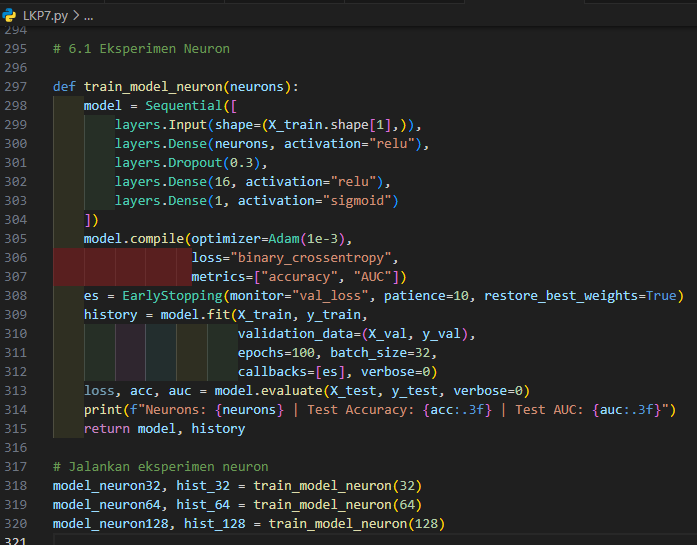 LKP7.py > ...
294
295 # 6.1 Eksperimen Neuron
296
297 def train_model_neuron(neurons):
298     model = Sequential([
299         layers.Input(shape=(X_train.shape[1],)),
300         layers.Dense(neurons, activation="relu"),
301         layers.Dropout(0.3),
302         layers.Dense(16, activation="relu"),
303         layers.Dense(1, activation="sigmoid")
304     ])
305     model.compile(optimizer=Adam(1e-3),
306                   loss="binary_crossentropy",
307                   metrics=["accuracy", "AUC"])
308     es = EarlyStopping(monitor="val_loss", patience=10, restore_best_weights=True)
309     history = model.fit(X_train, y_train,
310                         validation_data=(X_val, y_val),
311                         epochs=100, batch_size=32,
312                         callbacks=[es], verbose=0)
313     loss, acc, auc = model.evaluate(X_test, y_test, verbose=0)
314     print(f"Neurons: {neurons} | Test Accuracy: {acc:.3f} | Test AUC: {auc:.3f}")
315     return model, history
316
317 # Jalankan eksperimen neuron
318 model_neuron32, hist_32 = train_model_neuron(32)
319 model_neuron64, hist_64 = train_model_neuron(64)
320 model_neuron128, hist_128 = train_model_neuron(128)
321